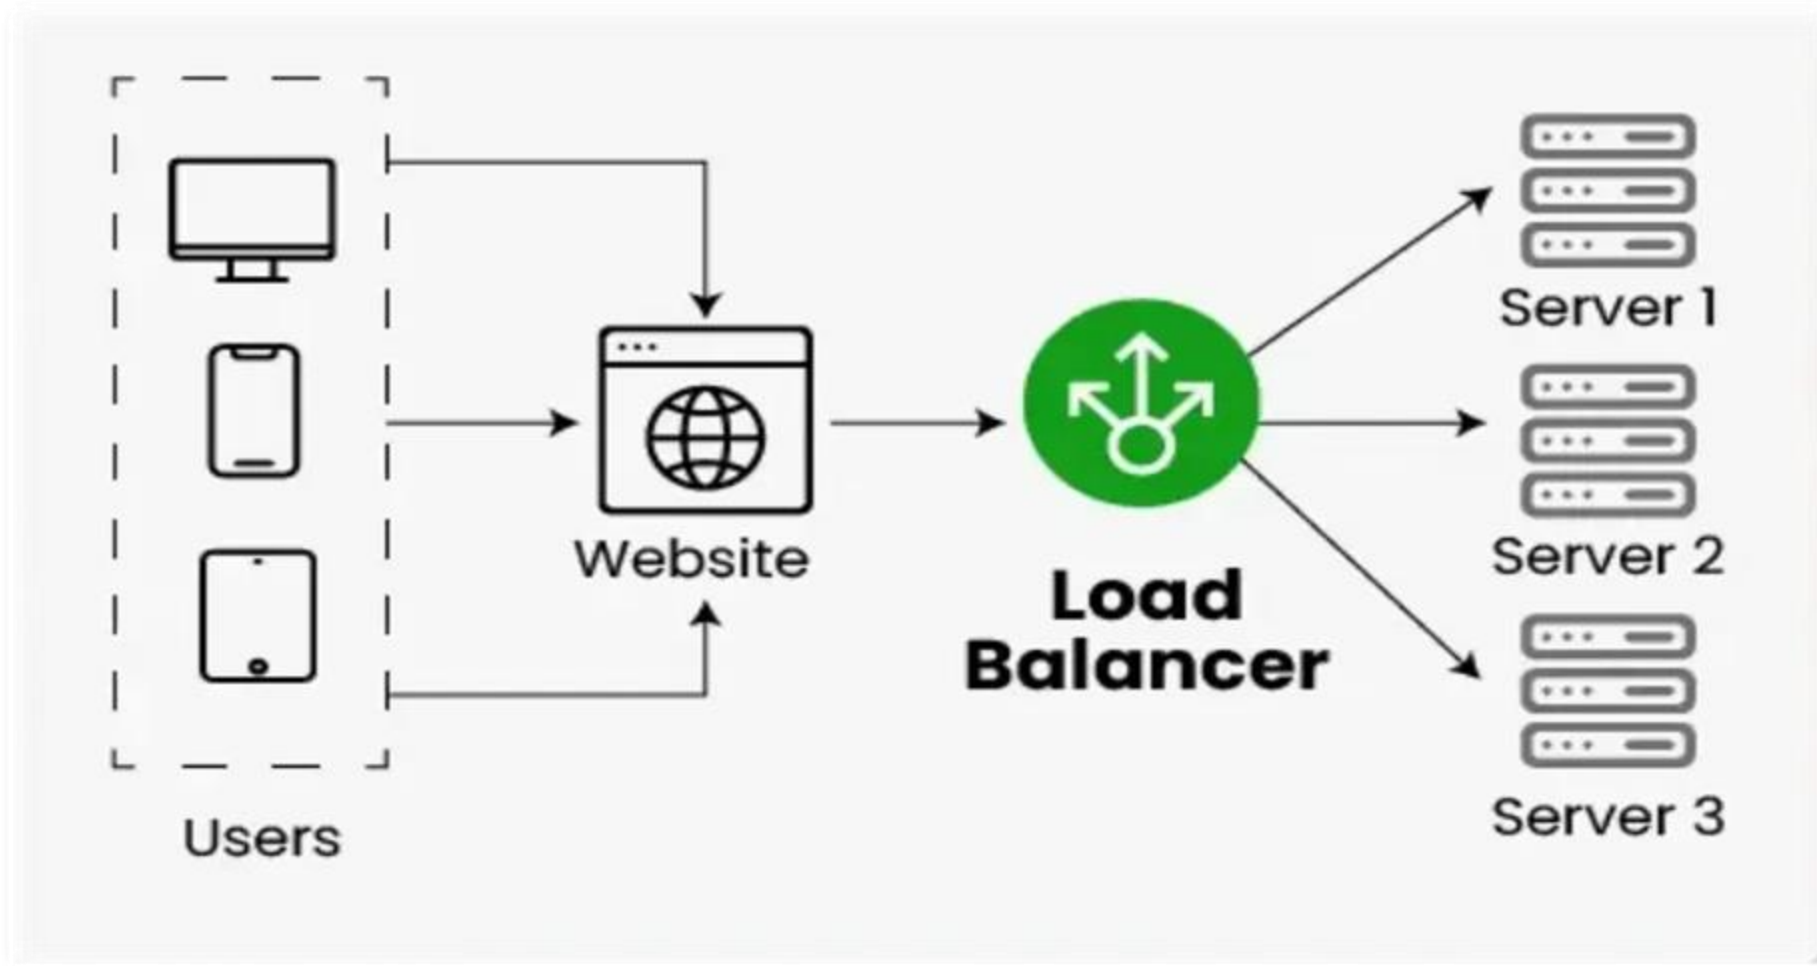 Users
Website
Load
Balancer
Server 1
Server 2
Server 3